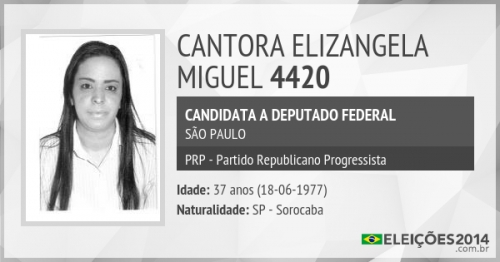 CANTORA ELIZANGELA
MIGUEL 4420
CANDIDATA A DEPUTADO FEDERAL
SÃO PAULO
PRP - Partido Republicano Progressista
Idade: 37 anos (18-06-1977)
Naturalidade: SP - Sorocaba
ELEIÇÕES2014
.com.br